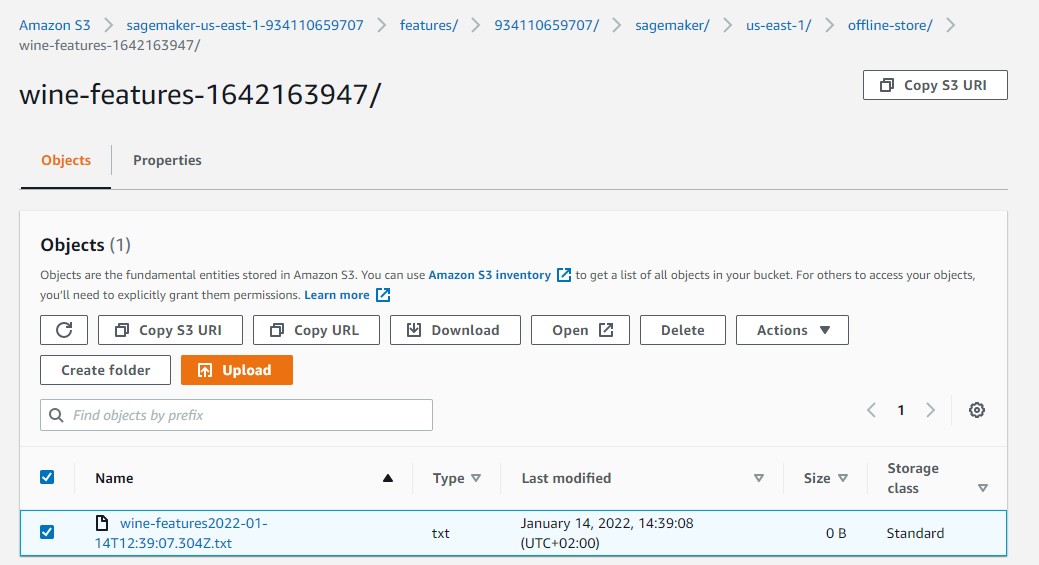 Amazon S3 > sagemaker-us-east-1-934110659707 > features/ > 934110659707/ > sagemaker/ > us-east-1/ > offline-store/ >
wine-features-1642163947/
wine-features-1642163947/
Copy S3 URI
Objects Properties
Objects (1)
Objects are the fundamental entities stored in Amazon S3. You can use Amazon S3 inventory to get a list of all objects in your bucket. For others to access your objects,
you'll need to explicitly grant them permissions. Learn more
Copy S3 URI Copy URL Download Open Delete Actions
Create folder Upload
Find objects by prefix
1
Name Type Last modified Size Storage
class
wine-features2022-01-
14T12:39:07.304Z.txt
txt
January 14, 2022, 14:39:08
(UTC+02:00)
0 B
Standard